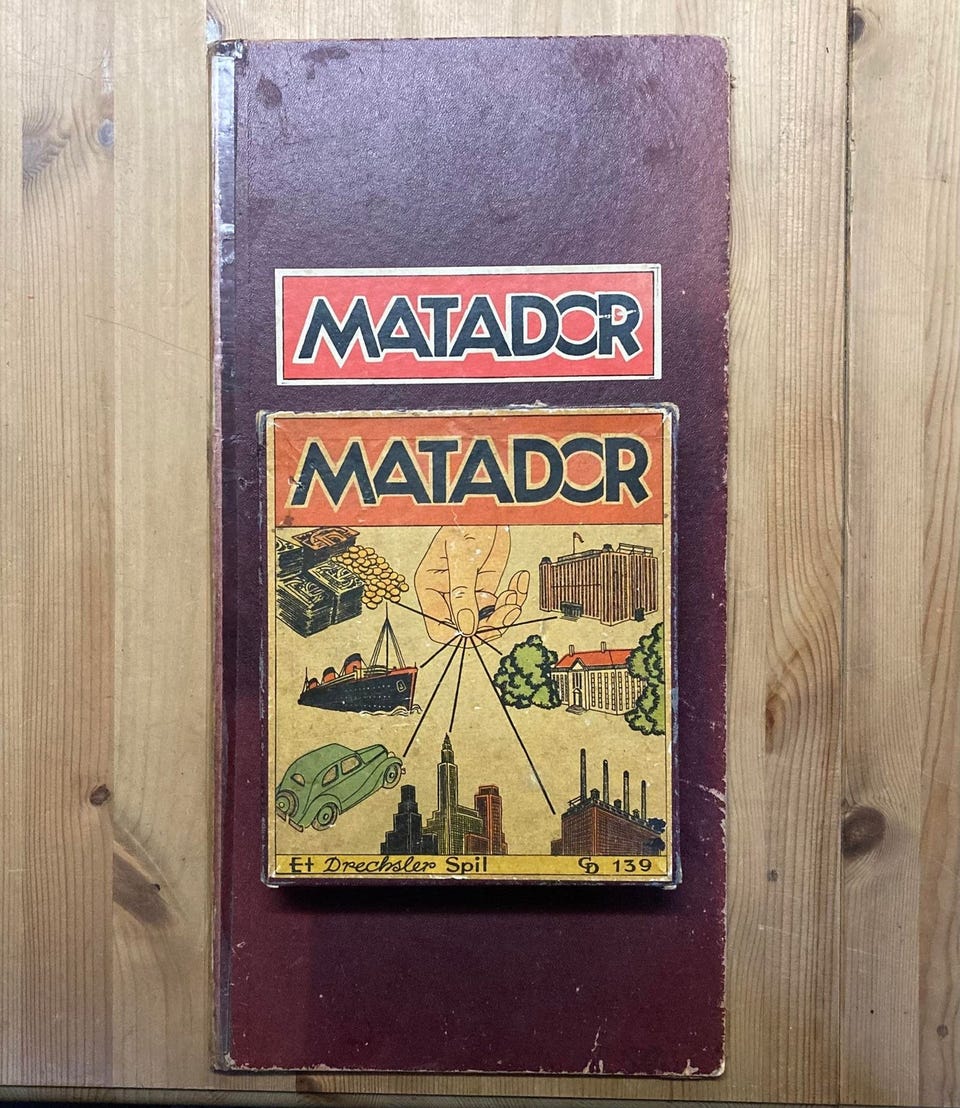 MATADOR
MATADOR
Et Drechsler Spil GD 139